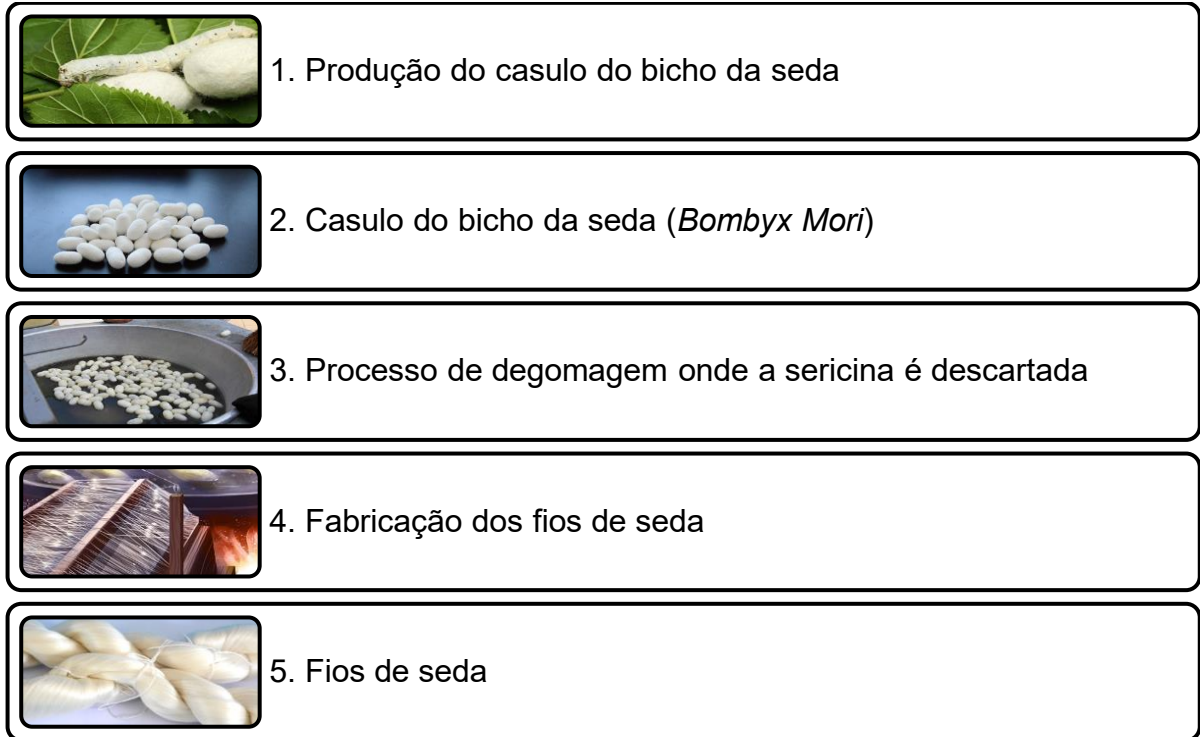 1. Produção do casulo do bicho da seda
2. Casulo do bicho da seda (Bombyx Mori)
3. Processo de degomagem onde a sericina é descartada
4. Fabricação dos fios de seda
5. Fios de seda